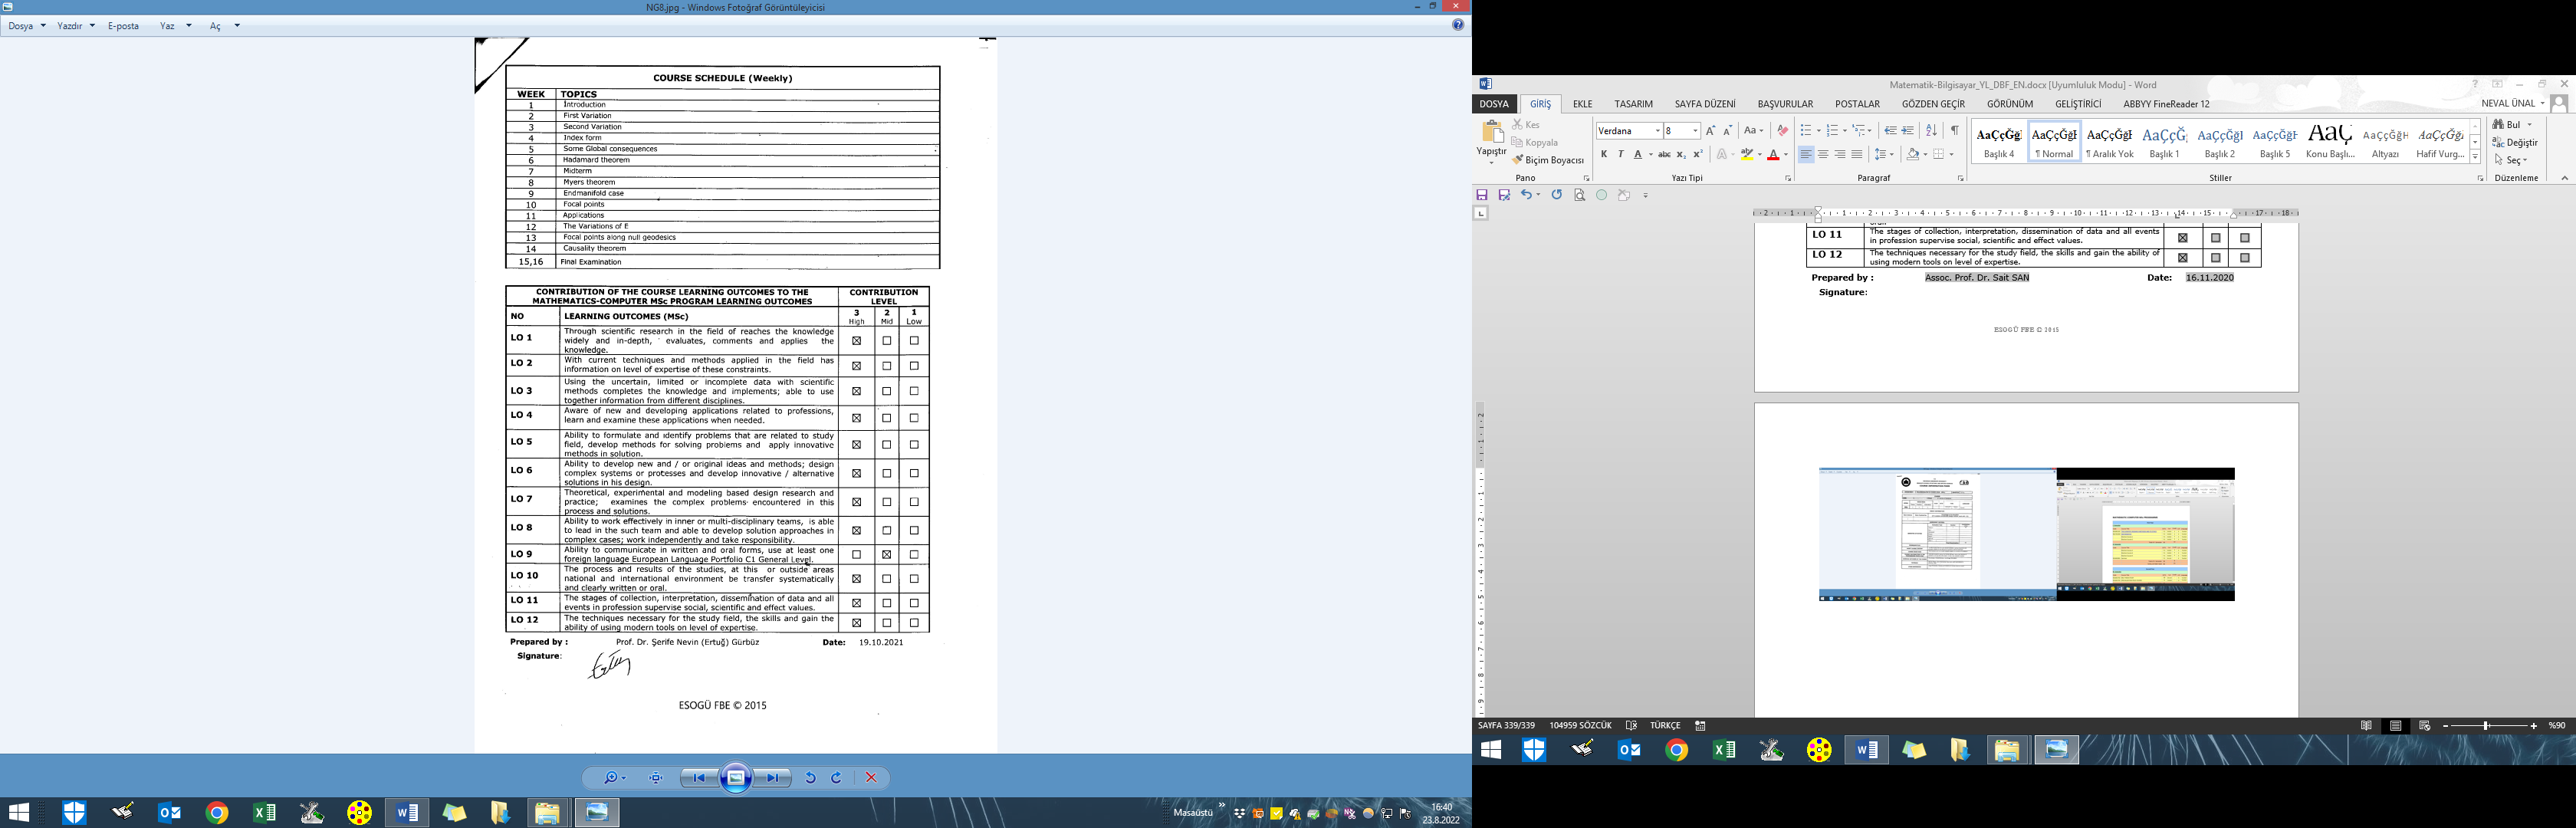 NG8.jpg - Windows Fotoğraf Görüntüleyicisi
Dosya Yazdır E-posta Yaz Aç
COURSE SCHEDULE (Weekly)
WEEK TOPICS
1 Introduction
2 First Variation
3 Second Variation
4 Index form
5 Some Global consequences
6 Hadamard theorem
7 Midterm
8 Myers theorem
9 Endmanifold case
10 Focal points
11 Applications
12 The Variations of E
13 Focal points along null geodesics
14 Causality theorem
15,16 Final Examination
CONTRIBUTION OF THE COURSE LEARNING OUTCOMES TO THE
MATHEMATICS-COMPUTER MSc PROGRAM LEARNING OUTCOMES
CONTRIBUTION
LEVEL
NO LEARNING OUTCOMES (MSc) 3 High 2 Mid 1 Low
LO 1 Through scientific research in the field of reaches the knowledge
widely and in-depth, evaluates, comments and applies the
knowledge.
LO 2 With current techniques and methods applied in the field has
information on level of expertise of these constraints.
LO 3 Using the uncertain, limited or incomplete data with scientific
methods completes the knowledge and implements; able to use
together information from different disciplines.
LO 4 Aware of new and developing applications related to professions,
learn and examine these applications when needed.
LO 5 Ability to formulate and identify problems that are related to study
field, develop methods for solving problems and apply innovative
methods in solution.
LO 6 Ability to develop new and / or original ideas and methods; design
complex systems or processes and develop innovative / alternative
solutions in his design.
LO 7 Theoretical, experimental and modeling based design research and
practice; examines the complex problems encountered in this
process and solutions.
LO 8 Ability to work effectively in inner or multi-disciplinary teams, is able
to lead in the such team and able to develop solution approaches in
complex cases; work independently and take responsibility.
LO 9 Ability to communicate in written and oral forms, use at least one
foreign language European Language Portfolio C1 General Level.
LO 10 The process and results of the studies, at this or outside areas
national and international environment be transfer systematically
and clearly written or oral.
LO 11 The stages of collection, interpretation, dissemination of data and all
events in profession supervise social, scientific and effect values.
LO 12 The techniques necessary for the study field, the skills and gain the
ability of using modern tools on level of expertise.
Prepared by : Prof. Dr. Şerife Nevin (Ertuğ) Gürbüz Date: 19.10.2021
Signature:
ESOGÜ FBE © 2015
Masaüstü
16:40
23.8.2022
Matematik-Bilgisayar_YL_DBF_EN.docx [Uyumluluk Modu] - Word
DOSYA GİRİŞ EKLE TASARIM SAYFA DÜZENİ BAŞVURULAR POSTALAR GÖZDEN GEÇİR GÖRÜNÜM GELİŞTİRİCİ ABBYY FineReader 12 NEVAL ÜNAL
Yapıştır
Kes
Kopyala
Biçim Boyacısı
Pano
Verdana 8
Yazı Tipi
Paragraf
Başlık 4 ¶ Normal ¶ Aralık Yok Başlık 1 Başlık 2 Başlık 5 Konu Başlı... Altyazı Hafif Vurg...
Stiller
Bul
Değiştir
Seç
Düzenleme
LO 11 The stages of collection, interpretation, dissemination of data and all events
in profession supervise social, scientific and effect values.
LO 12 The techniques necessary for the study field, the skills and gain the ability of
using modern tools on level of expertise.
Prepared by : Assoc. Prof. Dr. Sait SAN Date: 16.11.2020
Signature:
ESOGÜ FBE © 2015
SAYFA 339/339 104959 SÖZCÜK TÜRKÇE %90